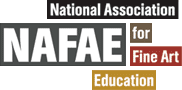 National Association
NAFAE for
Fine Art
Education